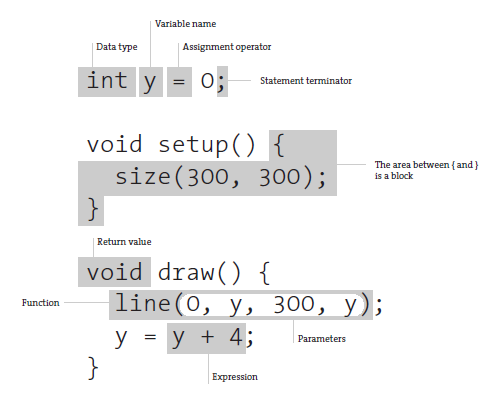 Variable name
Data type
Assignment operator
int y = 0;
Statement terminator
void setup() {
size(300, 300);
}
The area between { and }
is a block
Return value
void draw() {
Function
line(0, y, 300, y);
y = y + 4;
Parameters
}
Expression